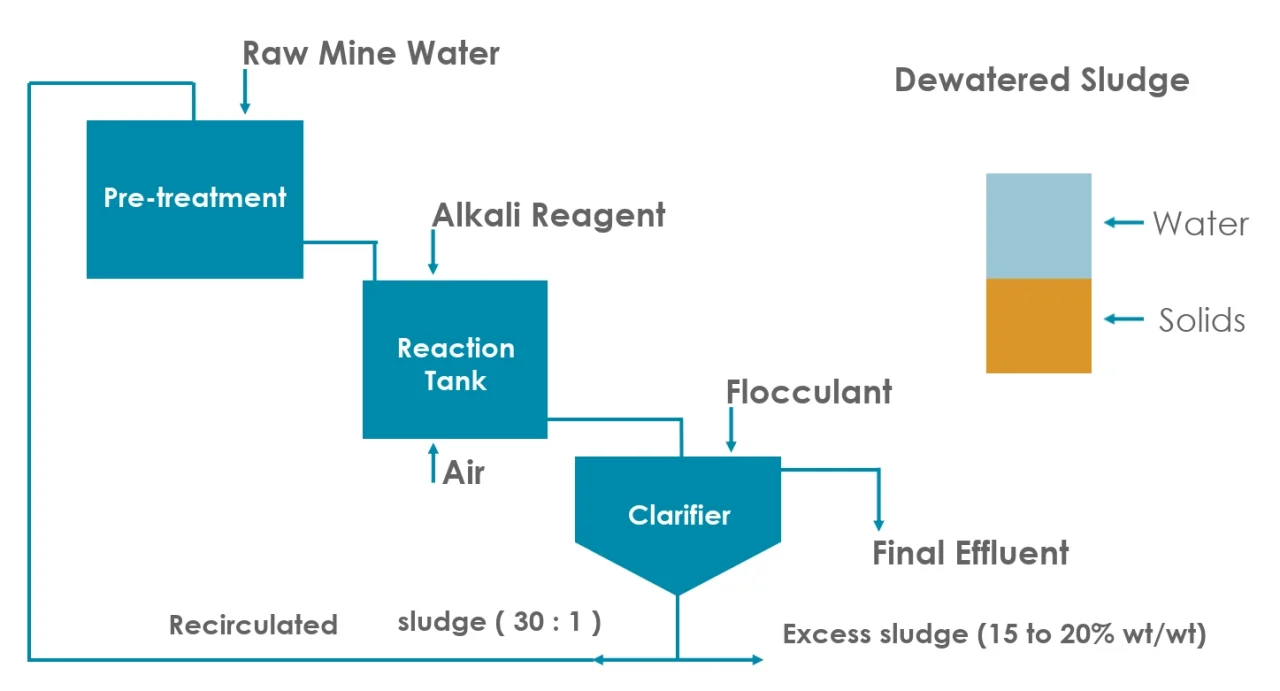 Raw Mine Water
Dewatered Sludge
Pre-treatment
Alkali Reagent
Water
Solids
Reaction
Tank
Flocculant
Air
Clarifier
Final Effluent
Recirculated sludge ( 30 : 1 )
Excess sludge (15 to 20% wt/wt)